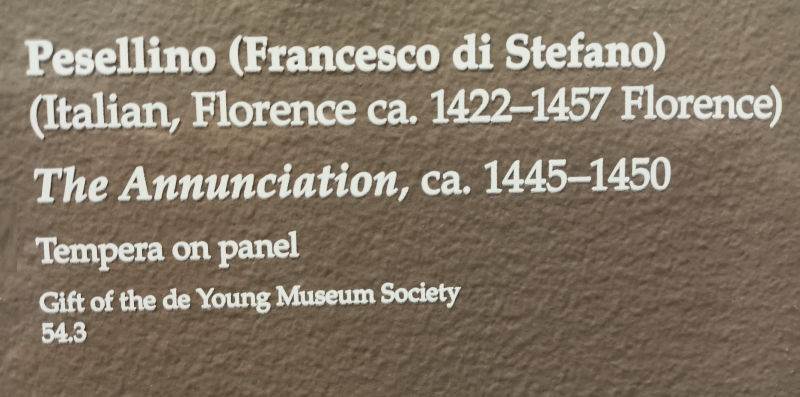 Pesellino (Francesco di Stefano)
(Italian, Florence ca. 1422–1457 Florence)
The Annunciation, ca. 1445–1450
Tempera on panel
Gift of the de Young Museum Society
54.3